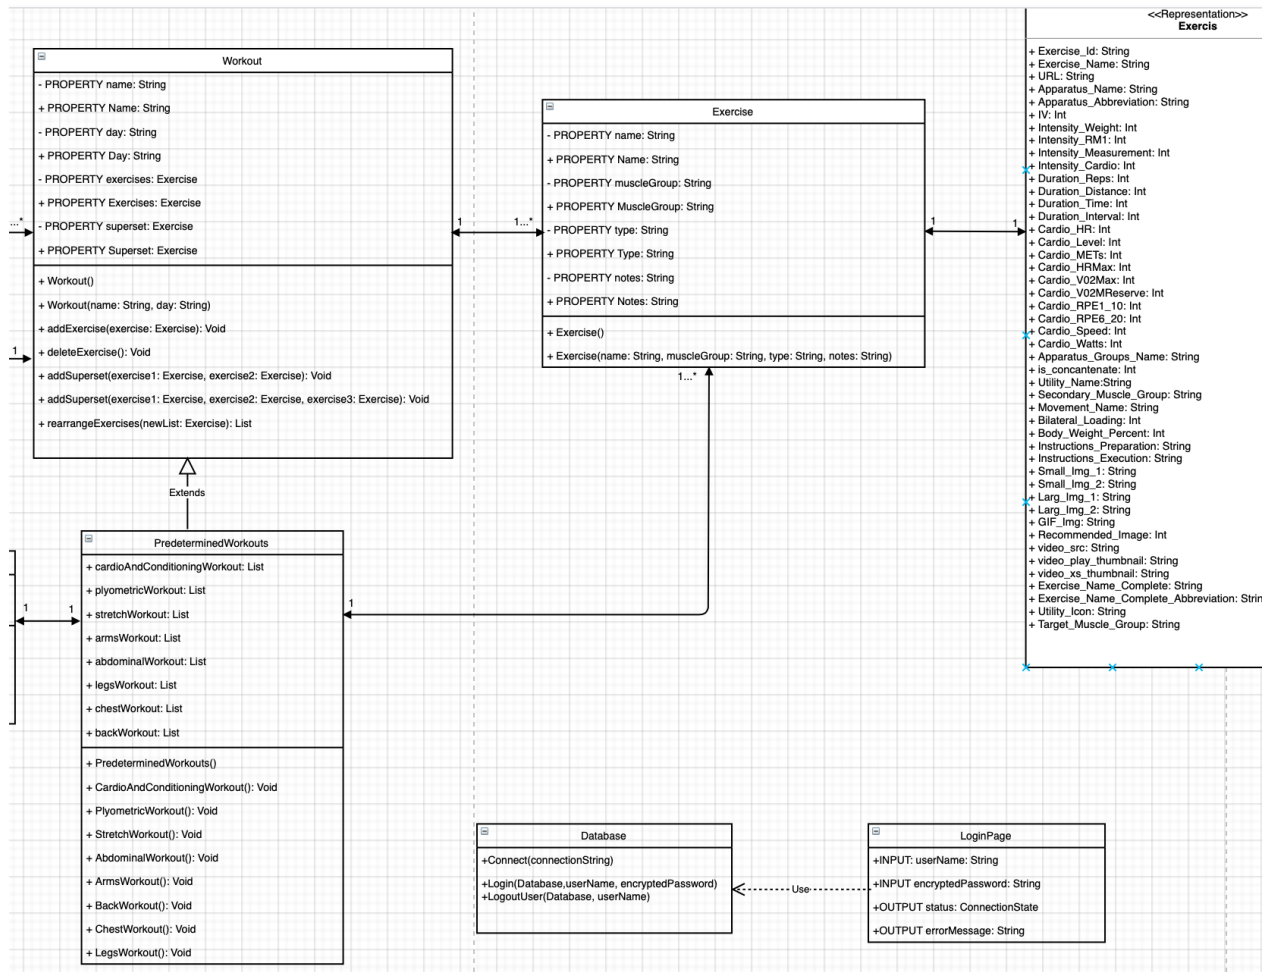 Workout
- PROPERTY name: String
+ PROPERTY Name: String
- PROPERTY day: String
+ PROPERTY Day: String
- PROPERTY exercises: Exercise
+ PROPERTY Exercises: Exercise
- PROPERTY superset: Exercise
+ PROPERTY Superset: Exercise
+ Workout()
+ Workout(name: String, day: String)
+ addExercise(exercise: Exercise): Void
+ deleteExercise(): Void
+ addSuperset(exercise1: Exercise, exercise2: Exercise): Void
+ addSuperset(exercise1: Exercise, exercise2: Exercise, exercise3: Exercise): Void
+ rearrangeExercises(newList: Exercise): List
...*
1
1
1...*
Exercise
- PROPERTY name: String
+ PROPERTY Name: String
- PROPERTY muscleGroup: String
+ PROPERTY MuscleGroup: String
- PROPERTY type: String
+ PROPERTY Type: String
- PROPERTY notes: String
+ PROPERTY Notes: String
+ Exercise()
+ Exercise(name: String, muscleGroup: String, type: String, notes: String)
1...*
1
1
<<Representation>>
Exercis
+ Exercise_Id: String
+ Exercise_Name: String
+ URL: String
+ Apparatus_Name: String
+ Apparatus_Abbreviation: String
+ IV: Int
+ Intensity_Weight: Int
+ Intensity_RM1: Int
+ Intensity_Measurement: Int
+ Intensity_Cardio: Int
+ Duration_Reps: Int
+ Duration_Distance: Int
+ Duration_Time: Int
+ Duration_Interval: Int
+ Cardio_HR: Int
+ Cardio_Level: Int
+ Cardio_METs: Int
+ Cardio_HRMax: Int
+ Cardio_V02Max: Int
+ Cardio_V02MReserve: Int
+ Cardio_RPE1_10: Int
+ Cardio_RPE6_20: Int
+ Cardio_Speed: Int
+ Cardio_Watts: Int
+ Apparatus_Groups_Name: String
+ is_concantenate: Int
+ Utility_Name:String
+ Secondary_Muscle_Group: String
+ Movement_Name: String
+ Bilateral_Loading: Int
+ Body_Weight_Percent: Int
+ Instructions_Preparation: String
+ Instructions_Execution: String
+ Small_Img_1: String
+ Small_Img_2: String
+ Larg_Img_1: String
+ Larg_Img_2: String
+ GIF_Img: String
+ Recommended_Image: Int
+ video_src: String
+ video_play_thumbnail: String
+ video_xs_thumbnail: String
+ Exercise_Name_Complete: String
+ Exercise_Name_Complete_Abbreviation: Strin
+ Utility_Icon: String
+ Target_Muscle_Group: String
Extends
PredeterminedWorkouts
+ cardioAndConditioningWorkout: List
+ plyometricWorkout: List
+ stretchWorkout: List
+ armsWorkout: List
+ abdominalWorkout: List
+ legsWorkout: List
+ chestWorkout: List
+ backWorkout: List
+ PredeterminedWorkouts()
+ CardioAndConditioningWorkout(): Void
+ PlyometricWorkout(): Void
+ StretchWorkout(): Void
+ AbdominalWorkout(): Void
+ ArmsWorkout(): Void
+ BackWorkout(): Void
+ ChestWorkout(): Void
+ LegsWorkout(): Void
1
1
1
Database
+Connect(connectionString)
+Login(Database,userName, encryptedPassword)
+LogoutUser(Database, userName)
Use
LoginPage
+INPUT: userName: String
+INPUT encryptedPassword: String
+OUTPUT status: ConnectionState
+OUTPUT errorMessage: String